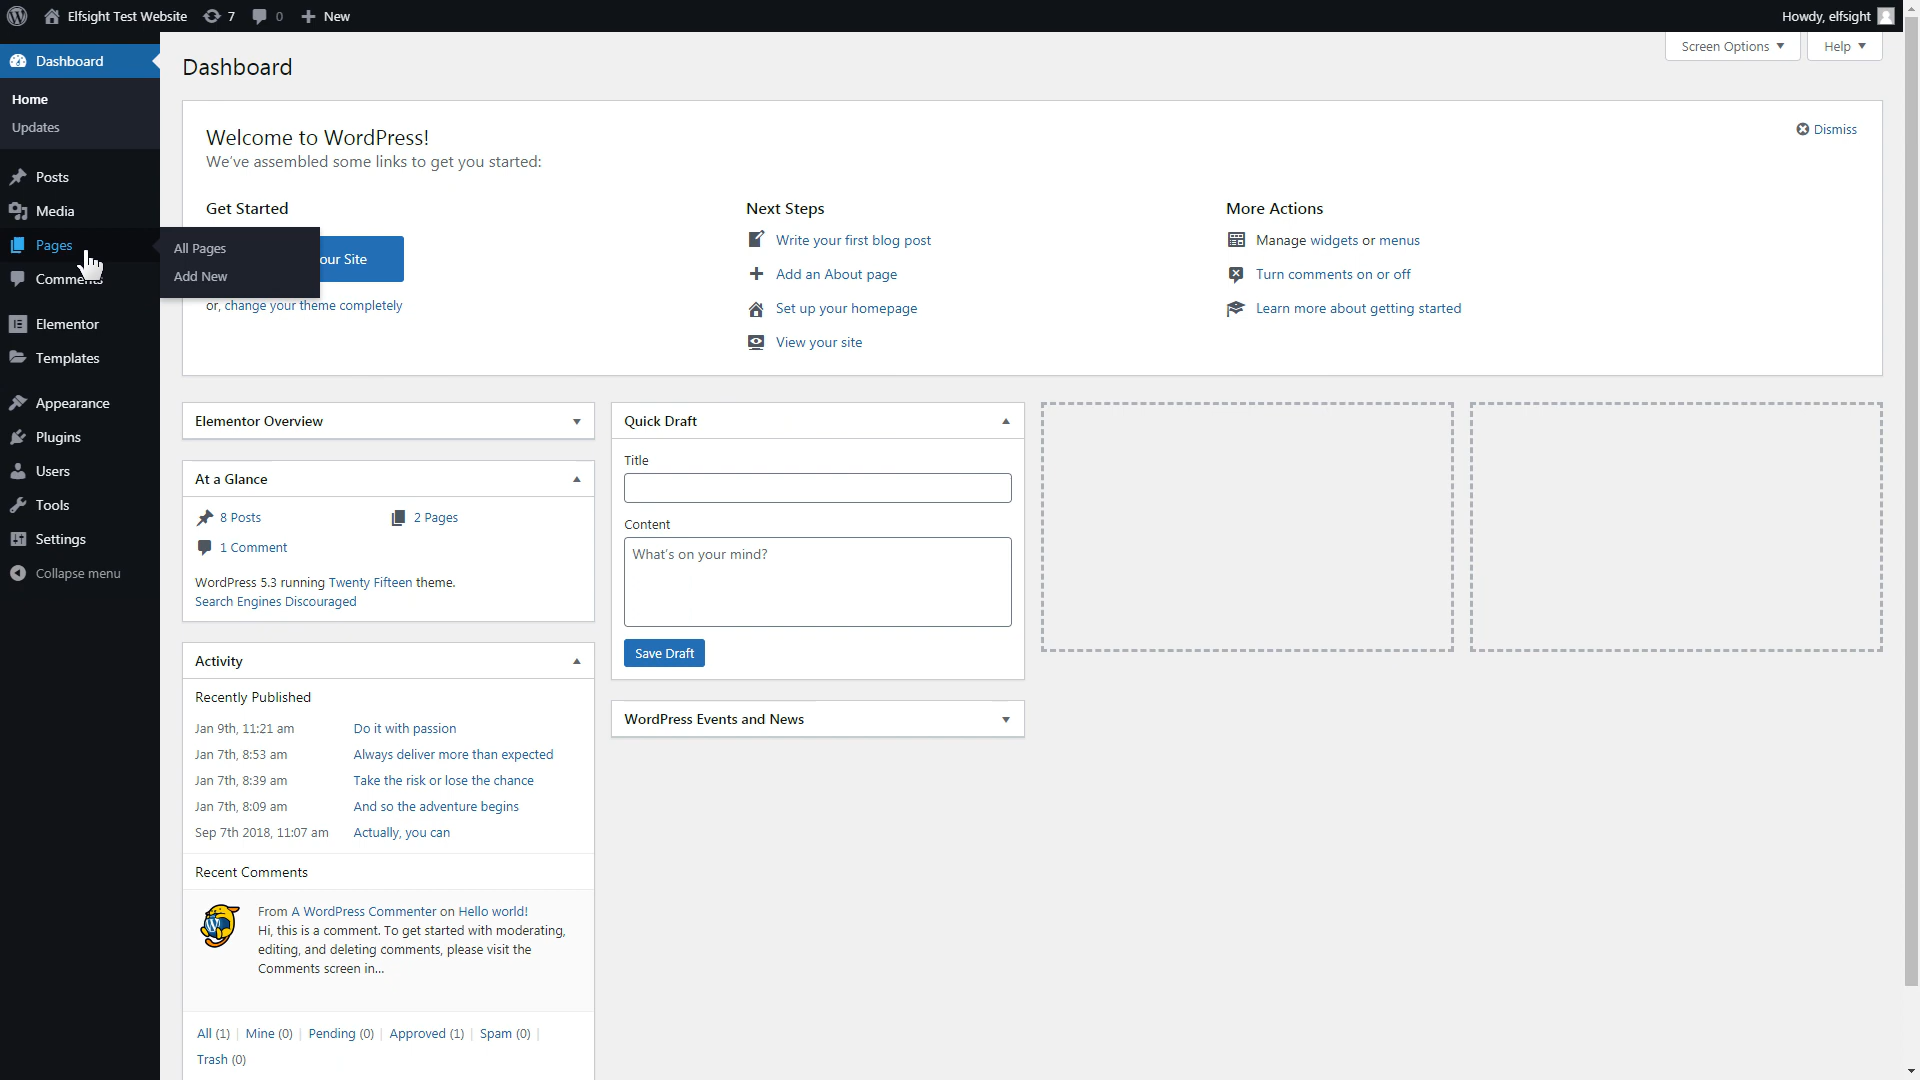 Elfsight Test Website 7 0 New Howdy, elfsight
Dashboard
Home
Updates
Posts
Media
Pages
Comments
Elementor
Templates
Appearance
Plugins
Users
Tools
Settings
Collapse menu
All Pages
Add New
Screen Options Help
Dashboard
Welcome to WordPress!
We've assembled some links to get you started:
Dismiss
Get Started
our Site
or, change your theme completely
Next Steps
Write your first blog post
Add an About page
Set up your homepage
View your site
More Actions
Manage widgets or menus
Turn comments on or off
Learn more about getting started
Elementor Overview
At a Glance
8 Posts 2 Pages
1 Comment
WordPress 5.3 running Twenty Fifteen theme.
Search Engines Discouraged
Activity
Recently Published
Jan 9th, 11:21 am Do it with passion
Jan 7th, 8:53 am Always deliver more than expected
Jan 7th, 8:39 am Take the risk or lose the chance
Jan 7th, 8:09 am And so the adventure begins
Sep 7th 2018, 11:07 am Actually, you can
Recent Comments
From A WordPress Commenter on Hello world!
Hi, this is a comment. To get started with moderating,
editing, and deleting comments, please visit the
Comments screen in...
All (1) | Mine (0) | Pending (0) | Approved (1) | Spam (0) |
Trash (0)
Quick Draft
Title
Content
What's on your mind?
Save Draft
WordPress Events and News